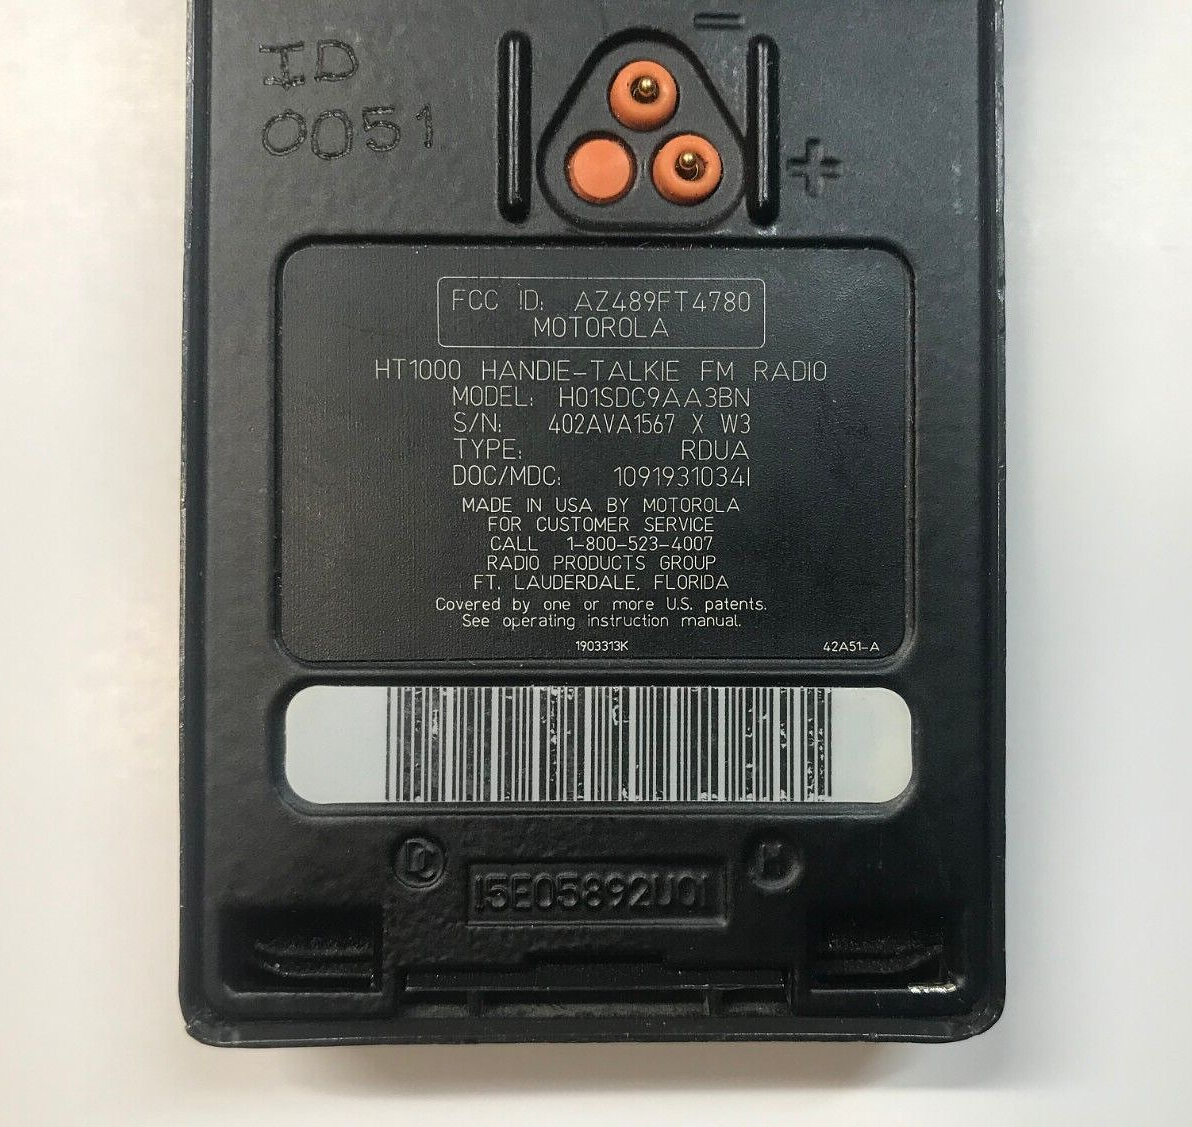 ID
0051
FCC ID: AZ489FT4780
MOTOROLA
HT1000 HANDIE-TALKIE FM RADIO
MODEL: H01SDC9AA3BN
S/N: 402AVA1567 X W3
TYPE: RDUA
DOC/MDC: 1091931034I
MADE IN USA BY MOTOROLA
FOR CUSTOMER SERVICE
CALL 1-800-523-4007
RADIO PRODUCTS GROUP
FT. LAUDERDALE, FLORIDA
Covered by one or more U.S. patents.
See operating instruction manual.
1903313K 42A51-A
DC H
15E05892U01